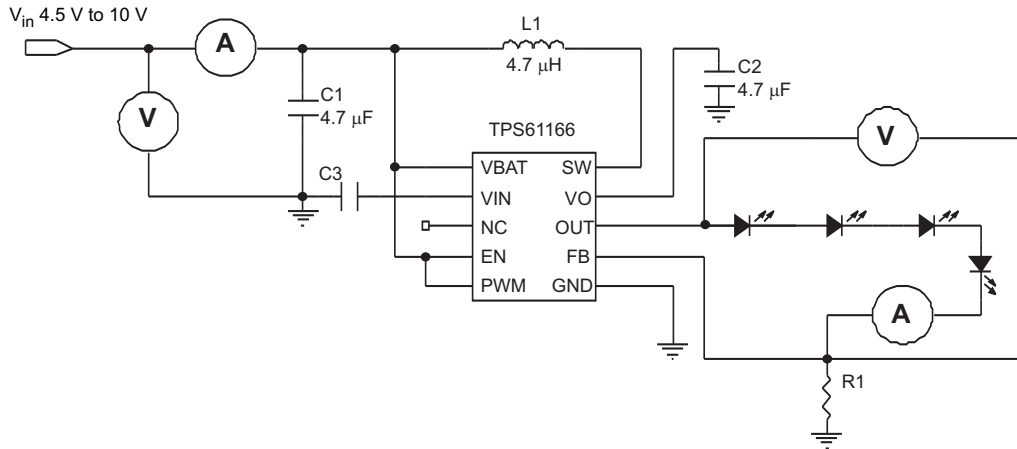 V_in 4.5 V to 10 V
A
L1
4.7 μH
V
C1
4.7 μF
C2
4.7 μF
TPS61166
V
C3
VBAT SW
VIN VO
NC OUT
EN FB
PWM GND
A
R1